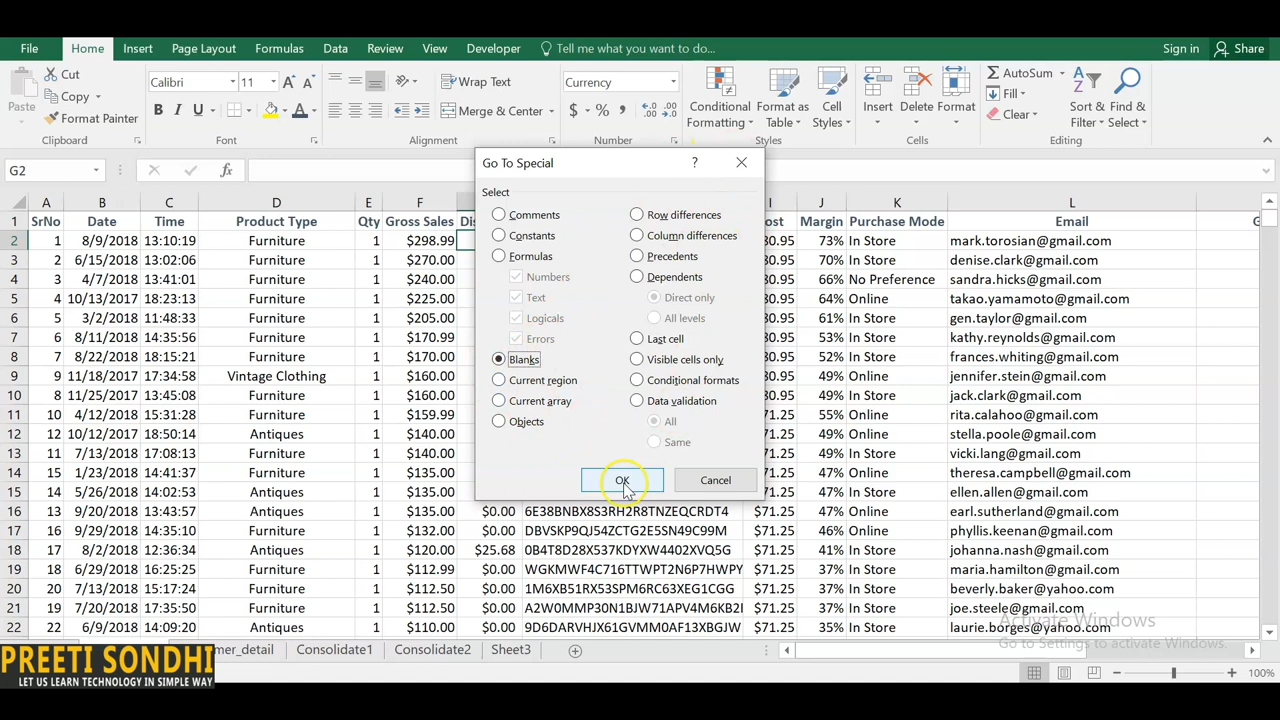 File Home Insert Page Layout Formulas Data Review View Developer Tell me what you want to do... Sign in Share
Paste Cut Copy Format Painter
Calibri 11 B I U A A A
Wrap Text Merge & Center
Currency $ %
Conditional Formatting Format as Table Cell Styles
Insert Delete Format
AutoSum Fill Clear
Sort & Filter Find & Select
Clipboard Font Alignment Number Styles Cells Editing
G2 fx
A B C D E F I J K L
1 SrNo Date Time Product Type Qty Gross Sales Dis ost Margin Purchase Mode Email G
2 1 8/9/2018 13:10:19 Furniture 1 $298.99 80.95 73% In Store mark.torosian@gmail.com
3 2 6/15/2018 13:02:06 Furniture 1 $270.00 80.95 70% In Store denise.clark@gmail.com
4 3 4/7/2018 13:41:01 Furniture 1 $240.00 80.95 66% No Preference sandra.hicks@gmail.com
5 4 10/13/2017 18:23:13 Furniture 1 $225.00 80.95 64% Online takao.yamamoto@gmail.com
6 5 3/2/2018 11:48:33 Furniture 1 $205.00 80.95 61% In Store gen.taylor@gmail.com
7 6 8/11/2018 14:35:56 Furniture 1 $170.99 80.95 53% In Store kathy.reynolds@gmail.com
8 7 8/22/2018 18:15:21 Furniture 1 $170.00 80.95 52% In Store frances.whiting@gmail.com
9 9 11/18/2017 17:34:58 Vintage Clothing 1 $160.00 80.95 49% In Store jennifer.stein@gmail.com
10 8 11/25/2018 13:45:08 Furniture 1 $160.00 80.95 49% In Store jack.clark@gmail.com
11 10 4/12/2018 15:31:28 Furniture 1 $159.99 71.25 55% Online rita.calahoo@gmail.com
12 12 10/12/2017 18:50:14 Antiques 1 $140.00 71.25 49% Online stella.poole@gmail.com
13 11 7/13/2018 17:08:13 Furniture 1 $140.00 71.25 49% In Store vicki.lang@gmail.com
14 15 1/23/2018 14:41:37 Antiques 1 $135.00 71.25 47% In Store theresa.campbell@gmail.com
15 14 5/26/2018 14:02:53 Antiques 1 $135.00 71.25 47% In Store ellen.allen@gmail.com
16 13 9/20/2018 13:43:57 Antiques 1 $135.00 $0.00 6E38BNBX8S3RH2R8TNZEQCRDT4 $71.25 47% In Store earl.sutherland@gmail.com
17 16 9/29/2018 14:35:10 Furniture 1 $132.00 $0.00 DBVSKP9QJ54ZCTG2E5SN49C99M $71.25 46% Online phyllis.keenan@gmail.com
18 17 8/2/2018 12:36:34 Antiques 1 $120.00 $25.68 0B4T8D28X537KDYXW4402XVQ5G $71.25 41% In Store johanna.nash@gmail.com
19 18 6/29/2018 16:25:25 Furniture 1 $112.99 $0.00 WGKMWF4C716TTWPT2N6P7HWPY $71.25 37% In Store maria.hamilton@gmail.com
20 20 7/13/2018 15:17:24 Furniture 1 $112.50 $0.00 1M6XB51RX53SPM6RC63XEG1CGG $71.25 37% In Store beverly.baker@yahoo.com
21 19 7/20/2018 17:35:50 Furniture 1 $112.50 $0.00 A2W0MMP30N1BJW71APV4M6KB2 $71.25 37% In Store joe.steele@gmail.com
22 22 6/9/2018 14:09:20 Antiques 1 $110.00 $0.00 9D6DARVHJX61GVMM0AF13XBGJW $71.25 35% In Store laurie.borges@yahoo.com
Go To Special ?
Select
Comments Row differences
Constants Column differences
Formulas Precedents
Numbers Dependents
Text Direct only
Logicals All levels
Errors Last cell
Blanks Visible cells only
Current region Conditional formats
Current array Data validation
Objects All
Same
OK Cancel
Activate Windows
Go to Settings to activate Windows.
mer_detail Condidate1 Condidate2 Sheet3
100%
PREETI SONDHI
LET US LEARN TECHNOLOGY IN SIMPLE WAY